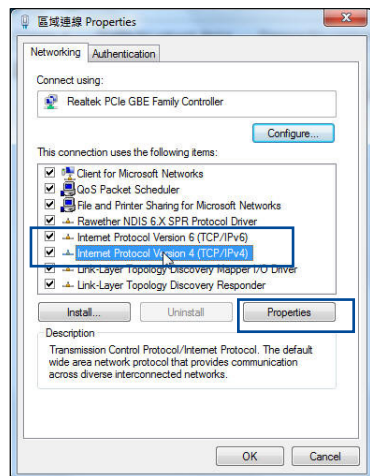 區域連線 Properties
Networking Authentication
Connect using:
Realtek PCIe GBE Family Controller
Configure...
This connection uses the following items:
Client for Microsoft Networks
QoS Packet Scheduler
File and Printer Sharing for Microsoft Networks
Rawether NDIS 6.X SPR Protocol Driver
Internet Protocol Version 6 (TCP/IPv6)
Internet Protocol Version 4 (TCP/IPv4)
Link-Layer Topology Discovery Mapper I/O Driver
Link-Layer Topology Discovery Responder
Install... Uninstall Properties
Description
Transmission Control Protocol/Internet Protocol. The default
wide area network protocol that provides communication
across diverse interconnected networks.
OK Cancel